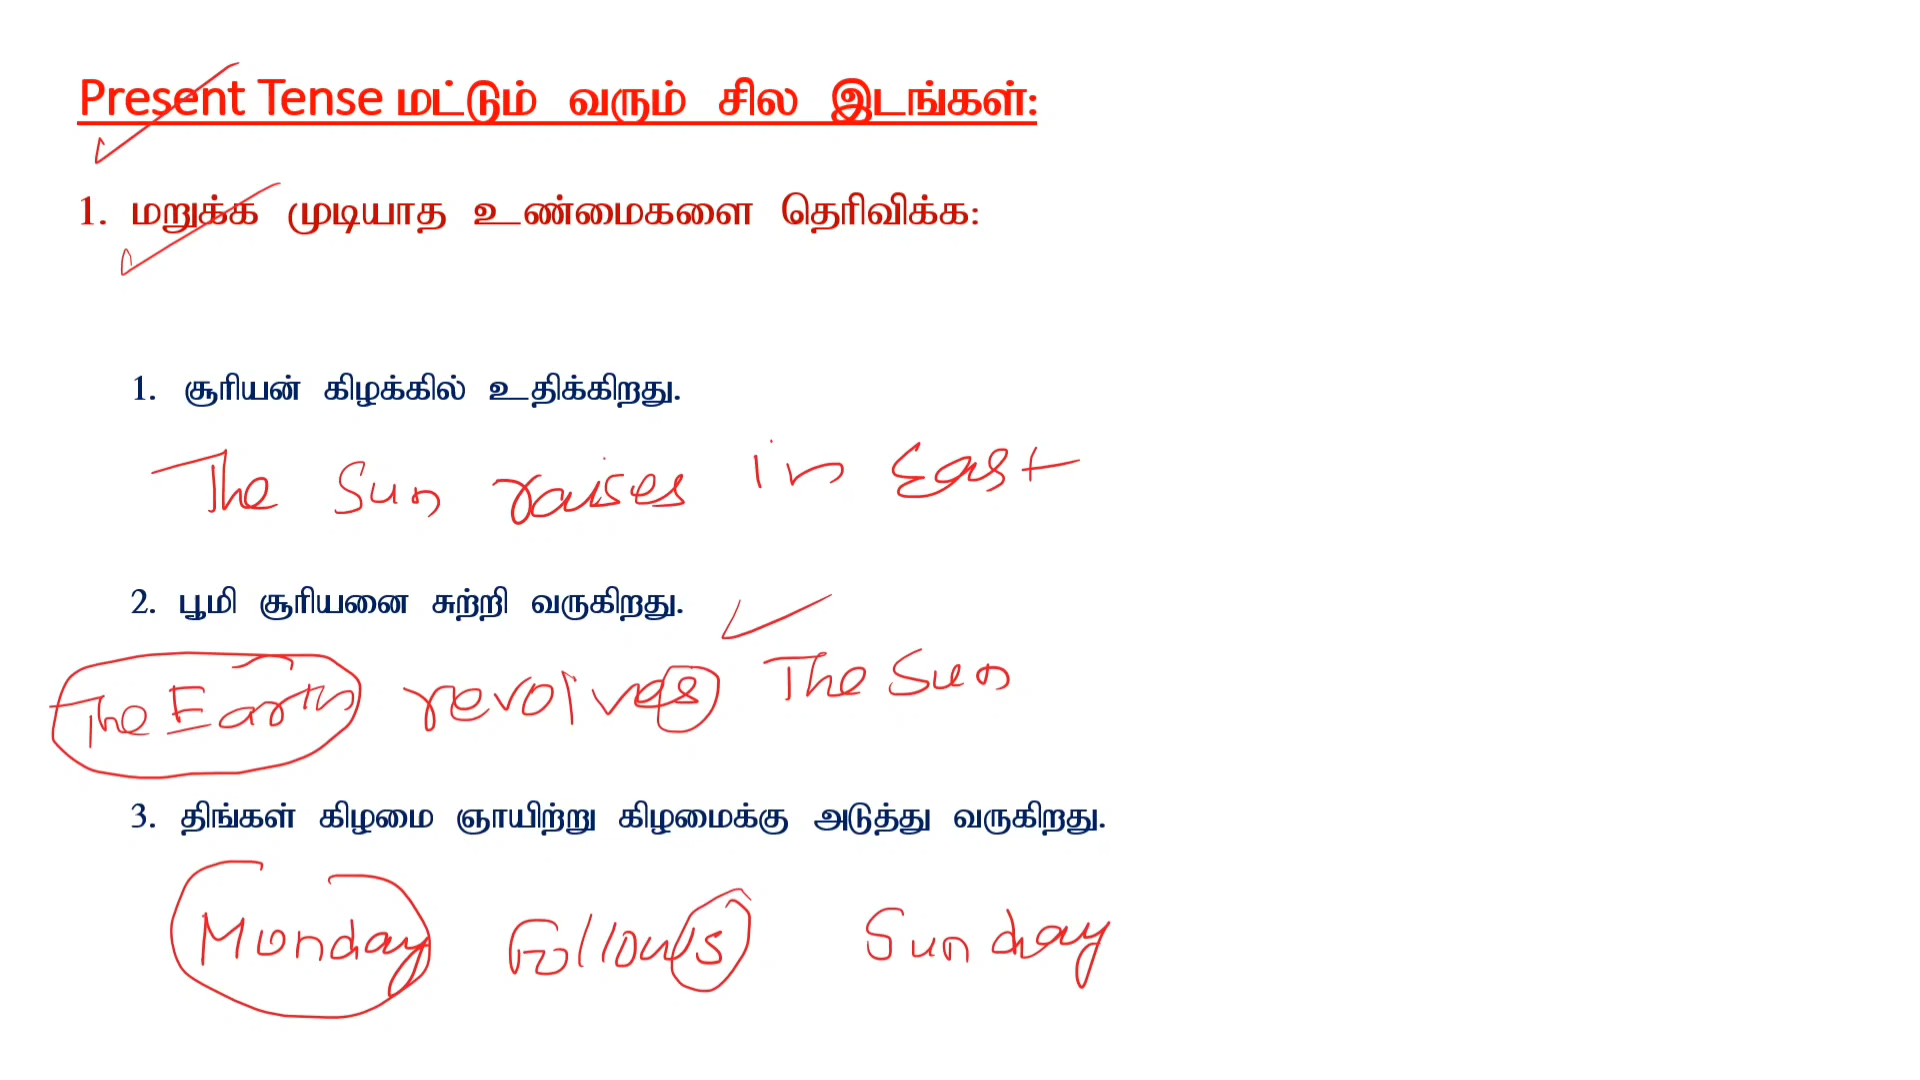 Present Tense மட்டும் வரும் சில இடங்கள்:
1. மறுக்க முடியாத உண்மைகளை தெரிவிக்க:
1. சூரியன் கிழக்கில் உதிக்கிறது.
The Sun raises in East
2. பூமி சூரியனை சுற்றி வருகிறது.
The Earth revolves The Sun
3. திங்கள் கிழமை ஞாயிற்று கிழமைக்கு அடுத்து வருகிறது.
Monday Follows Sunday